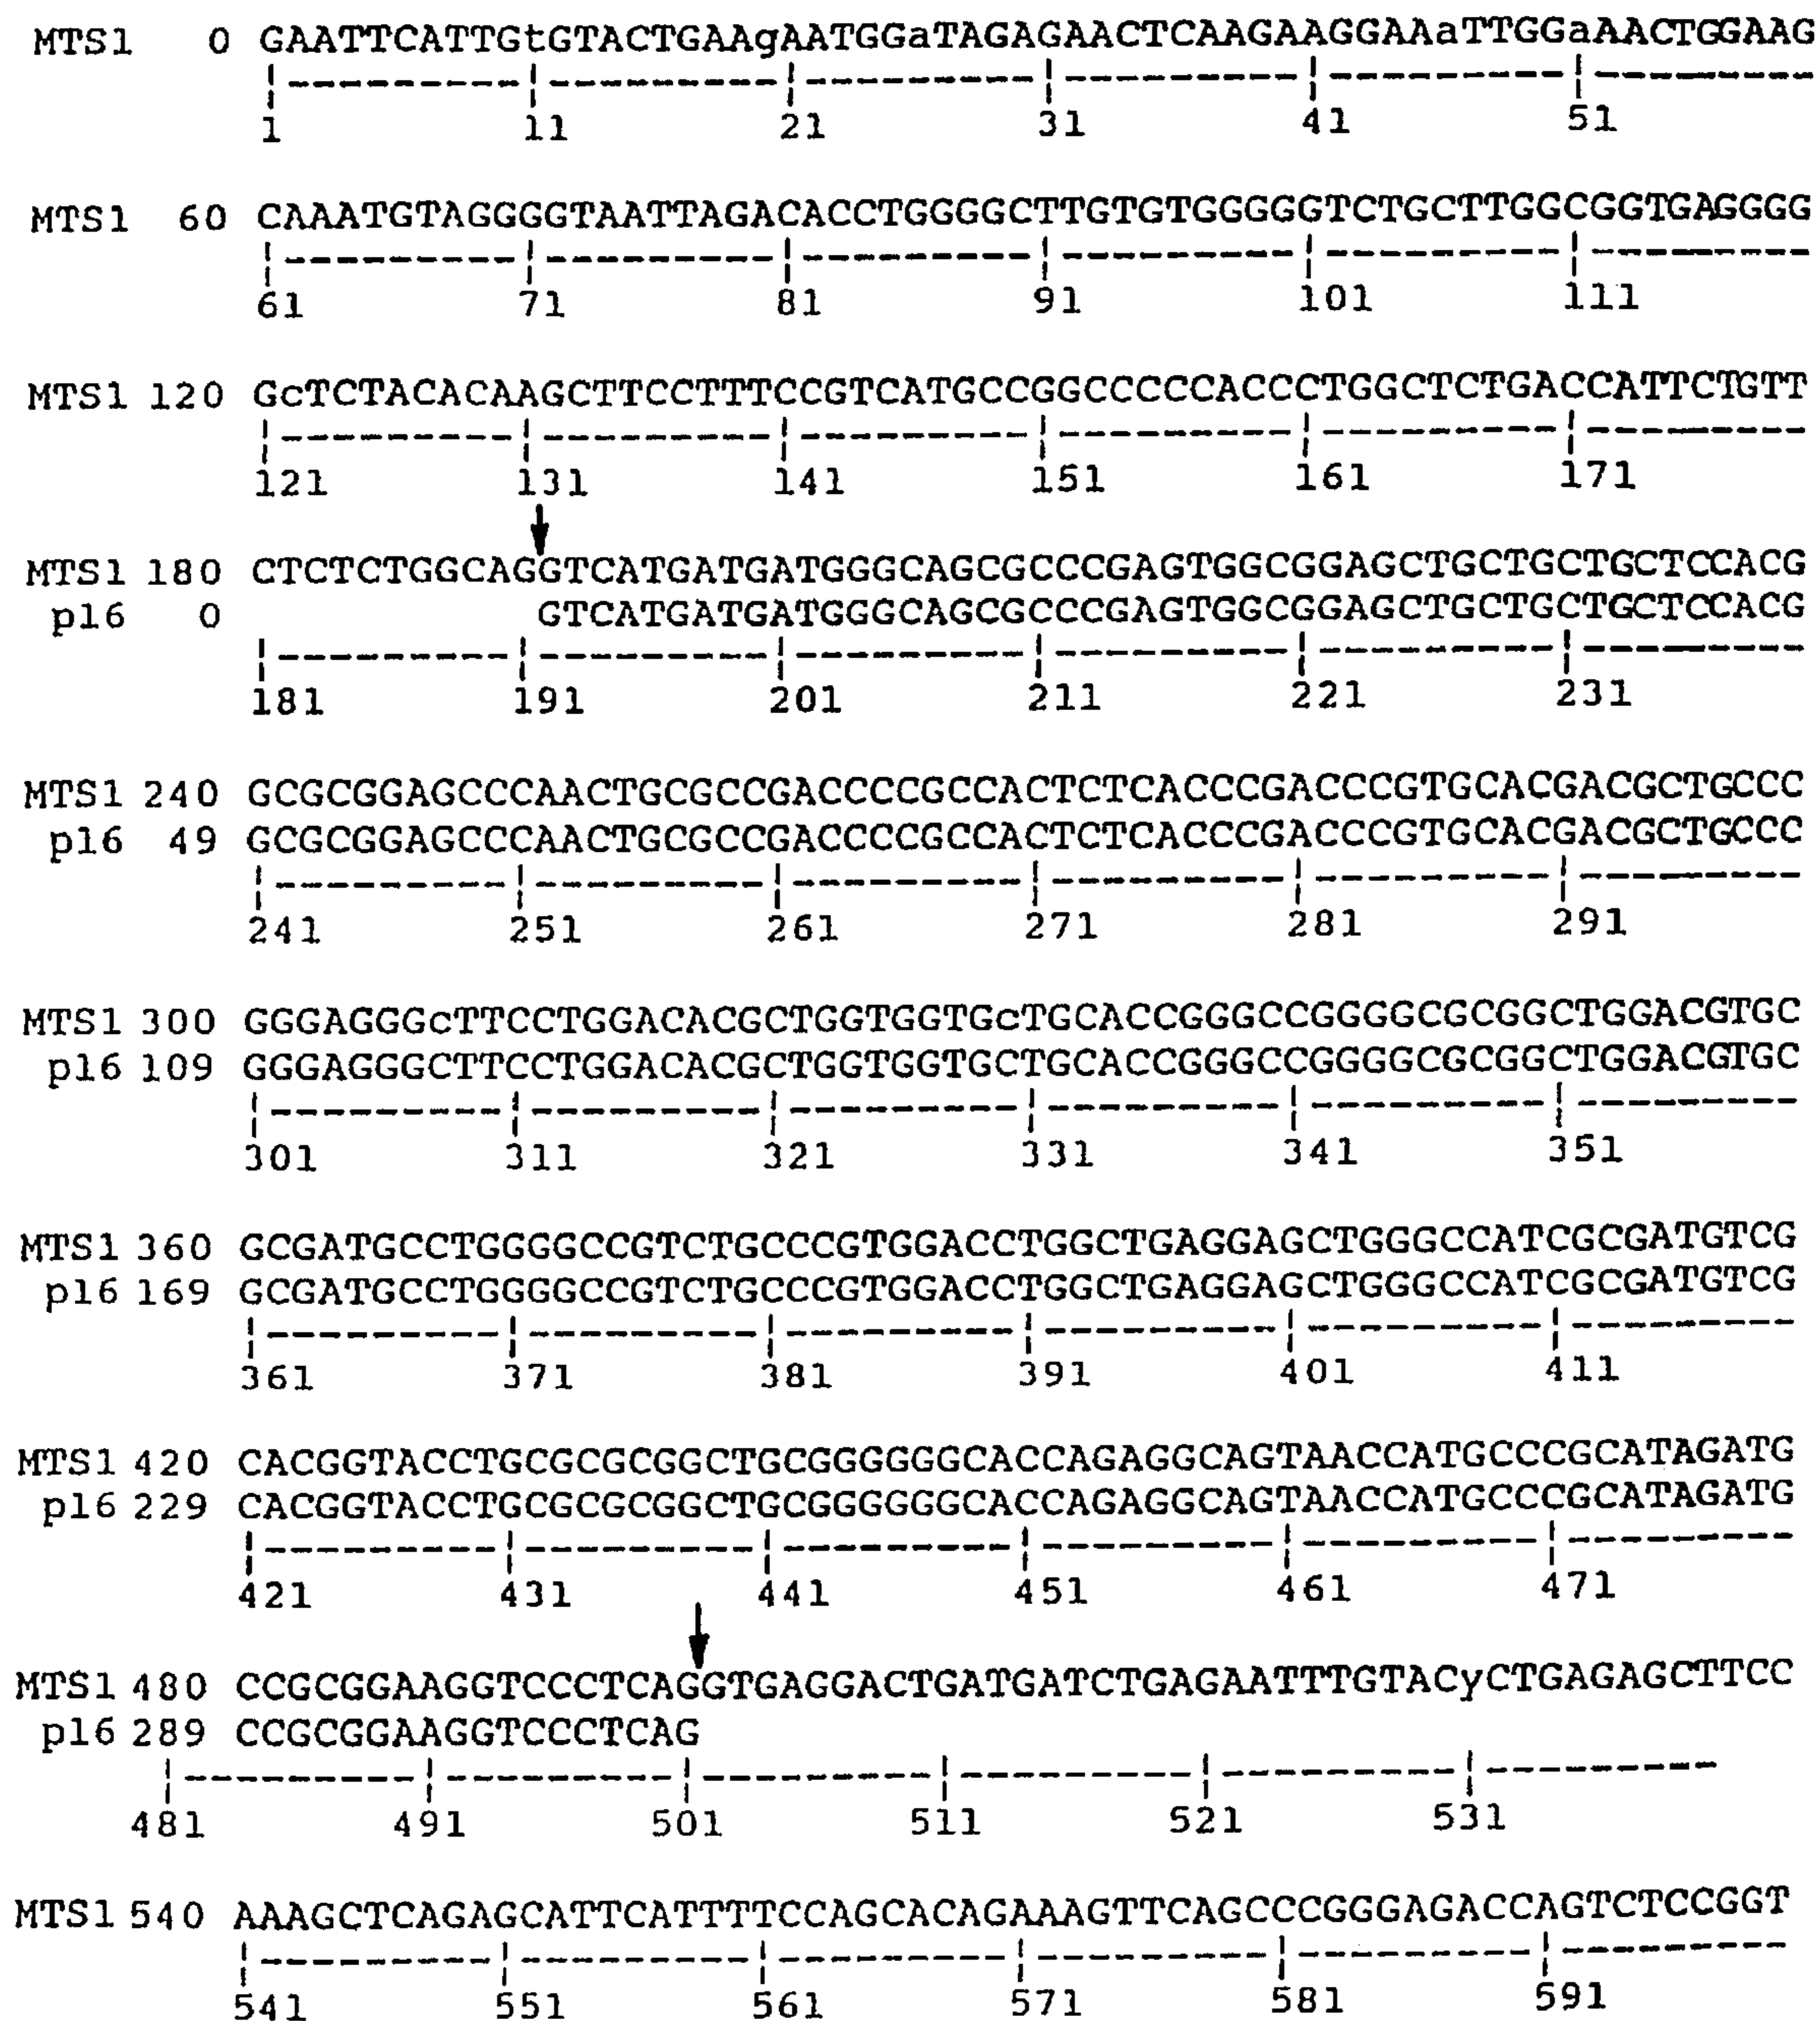 MTS1 0 GAATTCATTGtGTACTGAAgAATGGaTAGAGAACTCAAGAAGGAAaTTGGaAACTGGAAG
1 11 21 31 41 51
MTS1 60 CAAATGTAGGGGTAATTAGACACCTGGGGCTTGTGTGGGGGTCTGCTTGGCGGTGAGGGG
61 71 81 91 101 111
MTS1 120 GcTCTACACAAGCTTCCTTTCCGTCATGCCGGCCCCCACCCTGGCTCTGACCATTCTGTT
121 131 141 151 161 171
MTS1 180 CTCTCTGGCAGGTCATGATGATGGGCAGCGCCCGAGTGGCGGAGCTGCTGCTGCTCCACG
p16 0 GTCATGATGATGGGCAGCGCCCGAGTGGCGGAGCTGCTGCTGCTCCACG
181 191 201 211 221 231
MTS1 240 GCGCGGAGCCCAACTGCGCCGACCCCGCCACTCTCACCCGACCCGTGCACGACGCTGCCC
p16 49 GCGCGGAGCCCAACTGCGCCGACCCCGCCACTCTCACCCGACCCGTGCACGACGCTGCCC
241 251 261 271 281 291
MTS1 300 GGGAGGGcTTCCTGGACACGCTGGTGGTGcTGCACCGGGCCGGGGCGCGGCTGGACGTGC
p16 109 GGGAGGGCTTCCTGGACACGCTGGTGGTGCTGCACCGGGCCGGGGCGCGGCTGGACGTGC
301 311 321 331 341 351
MTS1 360 GCGATGCCTGGGGCCGTCTGCCCGTGGACCTGGCTGAGGAGCTGGGCCATCGCGATGTCG
p16 169 GCGATGCCTGGGGCCGTCTGCCCGTGGACCTGGCTGAGGAGCTGGGCCATCGCGATGTCG
361 371 381 391 401 411
MTS1 420 CACGGTACCTGCGCGCGGCTGCGGGGGGCACCAGAGGCAGTAACCATGCCCGCATAGATG
p16 229 CACGGTACCTGCGCGCGGCTGCGGGGGGCACCAGAGGCAGTAACCATGCCCGCATAGATG
421 431 441 451 461 471
MTS1 480 CCGCGGAAGGTCCCTCAGGTGAGGACTGATGATCTGAGAATTTGTACyCTGAGAGCTTCC
p16 289 CCGCGGAAGGTCCCTCAG
481 491 501 511 521 531
MTS1 540 AAAGCTCAGAGCATTCATTTTCCAGCACAGAAAGTTCAGCCCGGGAGACCAGTCTCCGGT
541 551 561 571 581 591